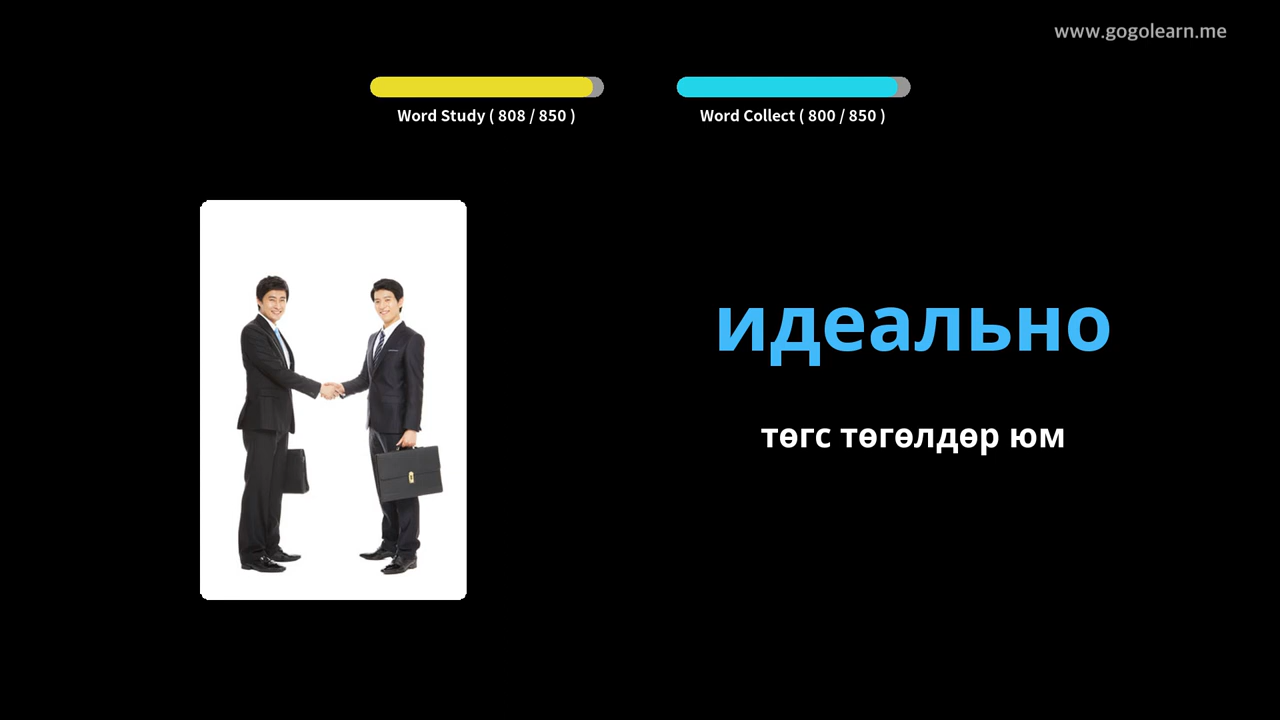 www.gogolearn.me
Word Study ( 808 / 850 )
Word Collect ( 800 / 850 )
идеально
төгс төгөлдөр юм